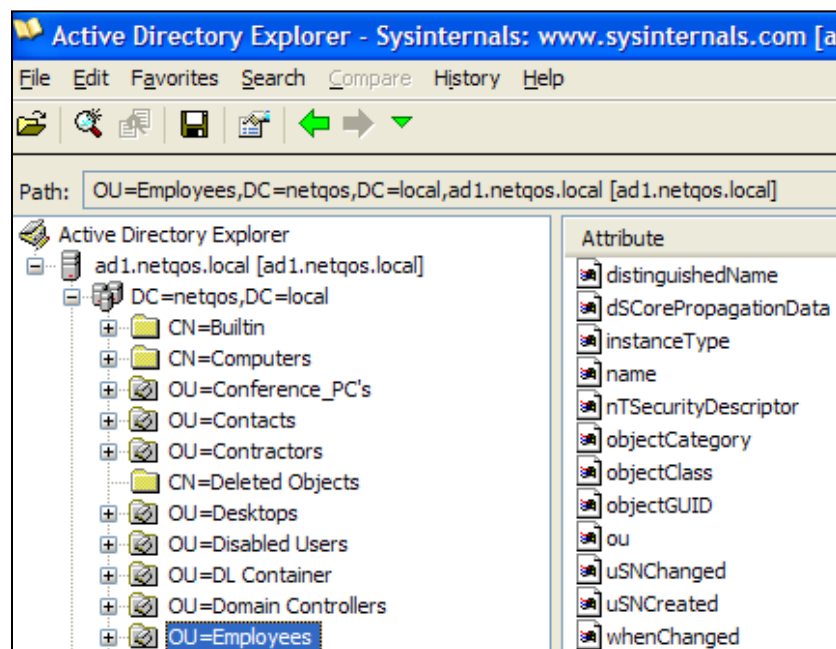 Active Directory Explorer - Sysinternals: www.sysinternals.com [a
File Edit Favorites Search Compare History Help
Path: OU=Employees,DC=netqos,DC=local,ad1.netqos.local [ad1.netqos.local]
Active Directory Explorer
ad1.netqos.local [ad1.netqos.local]
DC=netqos,DC=local
CN=Builtin
CN=Computers
OU=Conference_PC's
OU=Contacts
OU=Contractors
CN=Deleted Objects
OU=Desktops
OU=Disabled Users
OU=DL Container
OU=Domain Controllers
OU=Employees
Attribute
distinguishedName
dSCorePropagationData
instanceType
name
nTSecurityDescriptor
objectCategory
objectClass
objectGUID
ou
uSNChanged
uSNCreated
whenChanged